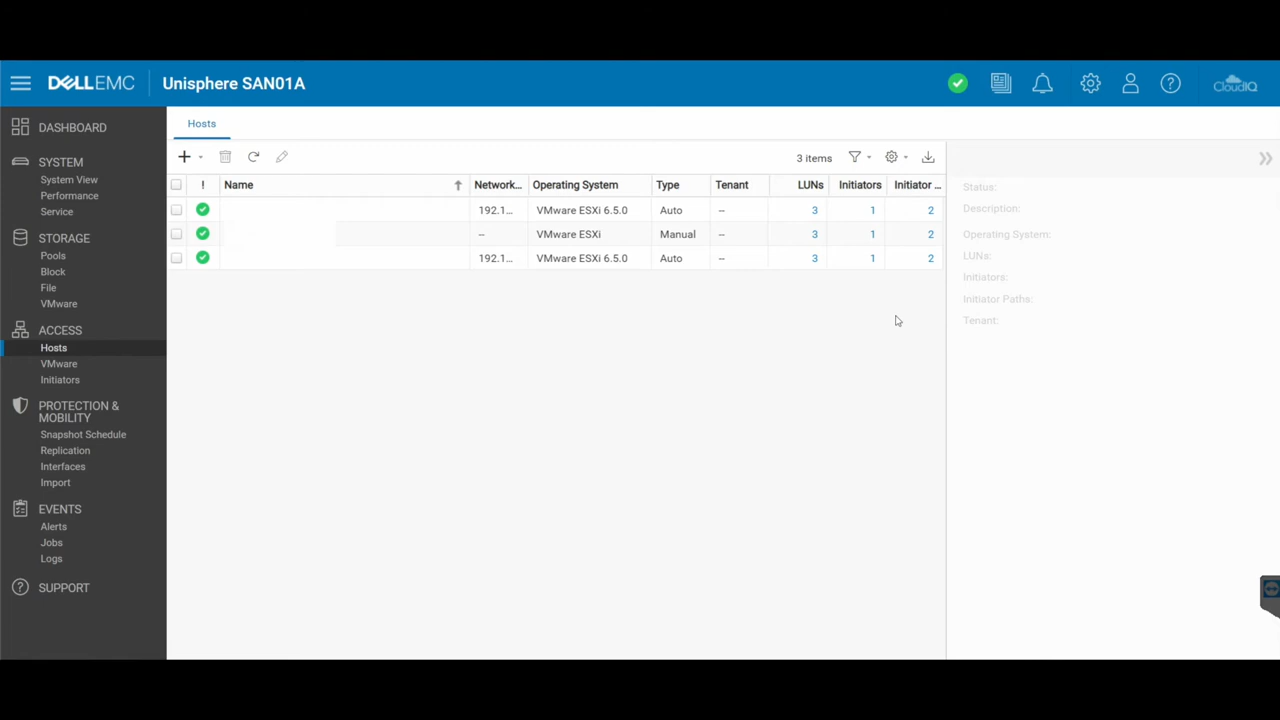 DELLEMC Unisphere SAN01A CloudIQ
DASHBOARD
SYSTEM
System View
Performance
Service
STORAGE
Pools
Block
File
VMware
ACCESS
Hosts
VMware
Initiators
PROTECTION &
MOBILITY
Snapshot Schedule
Replication
Interfaces
Import
EVENTS
Alerts
Jobs
Logs
SUPPORT
Hosts
3 items
! Name Network... Operating System Type Tenant LUNs Initiators Initiator ...
192.1... VMware ESXi 6.5.0 Auto -- 3 1 2
-- VMware ESXi Manual -- 3 1 2
192.1... VMware ESXi 6.5.0 Auto -- 3 1 2
Status:
Description:
Operating System:
LUNs:
Initiators:
Initiator Paths:
Tenant: